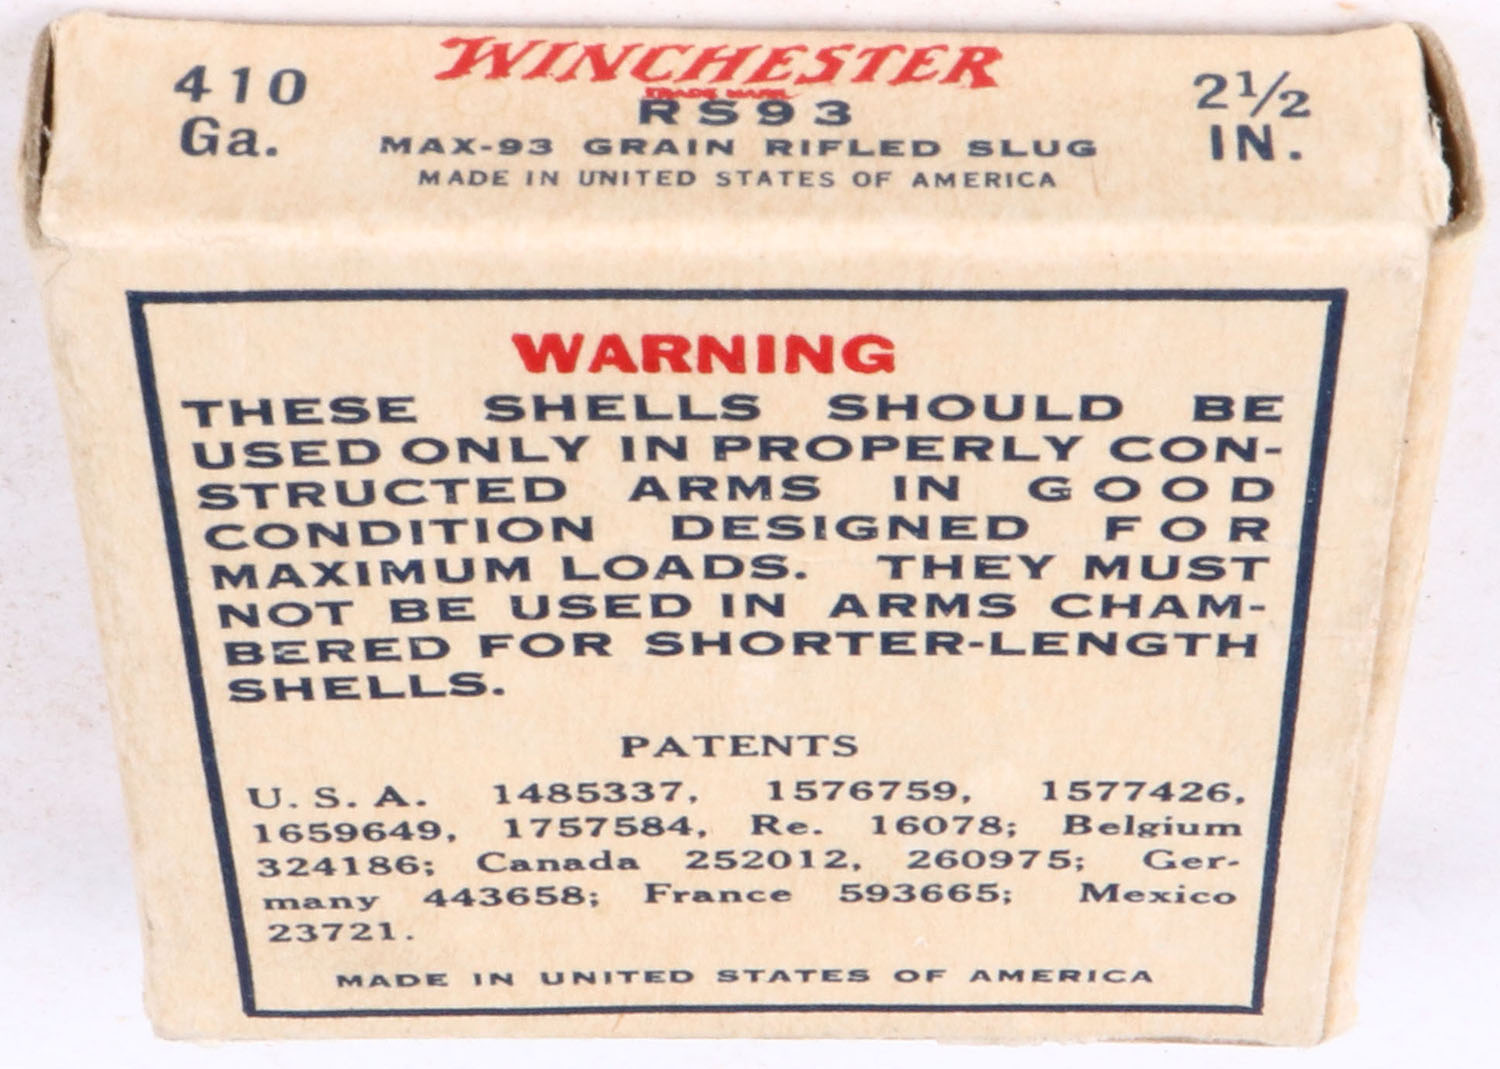 410
Ga.
WINCHESTER
TRADE MARK
RS93
MAX-93 GRAIN RIFLED SLUG
MADE IN UNITED STATES OF AMERICA
2½
IN.
WARNING
THESE SHELLS SHOULD BE
USED ONLY IN PROPERLY CON-
STRUCTED ARMS IN GOOD
CONDITION DESIGNED FOR
MAXIMUM LOADS. THEY MUST
NOT BE USED IN ARMS CHAM-
BERED FOR SHORTER-LENGTH
SHELLS.
PATENTS
U. S. A. 1485337, 1576759, 1577426,
1659649, 1757584, Re. 16078; Belgium
324186; Canada 252012, 260975; Ger-
many 443658; France 593665; Mexico
23721.
MADE IN UNITED STATES OF AMERICA